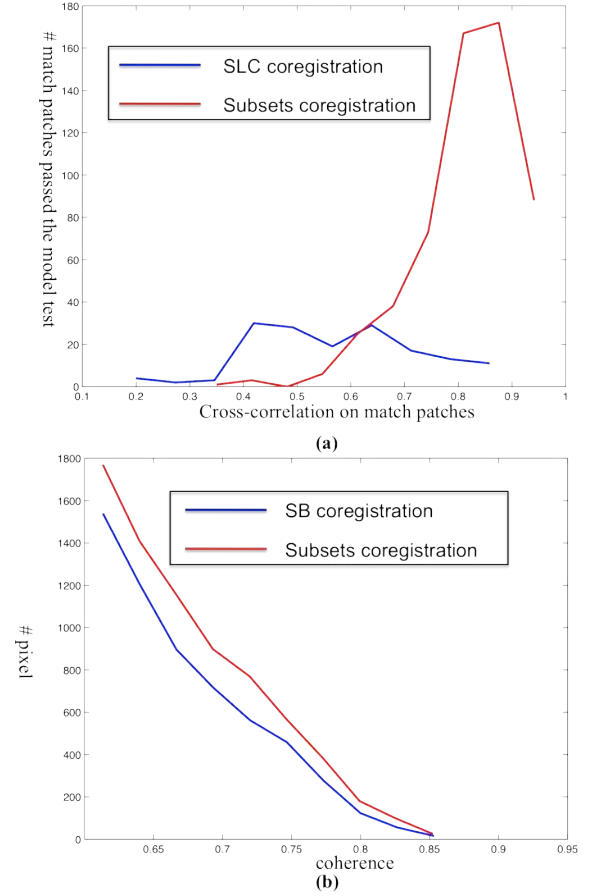 180
160
140
120
100
80
60
40
20
0
# match patches passed the model test
SLC coregistration
Subsets coregistration
0.1 0.2 0.3 0.4 0.5 0.6 0.7 0.8 0.9 1
Cross-correlation on match patches
(a)
1800
1600
1400
1200
1000
800
600
400
200
0
# pixel
SB coregistration
Subsets coregistration
0.65 0.7 0.75 0.8 0.85 0.9 0.95
coherence
(b)